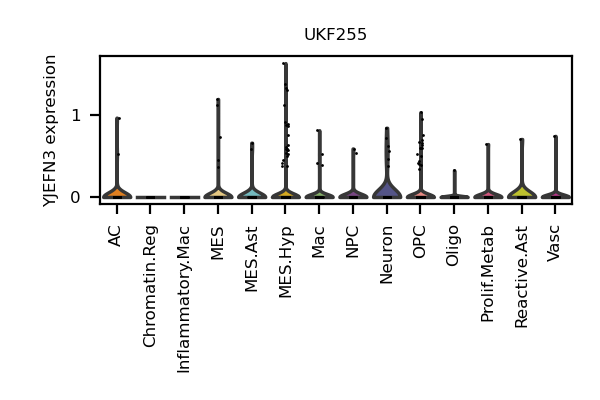 UKF255
YJEFN3 expression
1
0
AC
Chromatin.Reg
Inflammatory.Mac
MES
MES.Ast
MES.Hyp
Mac
NPC
Neuron
OPC
Oligo
Prolif.Metab
Reactive.Ast
Vasc